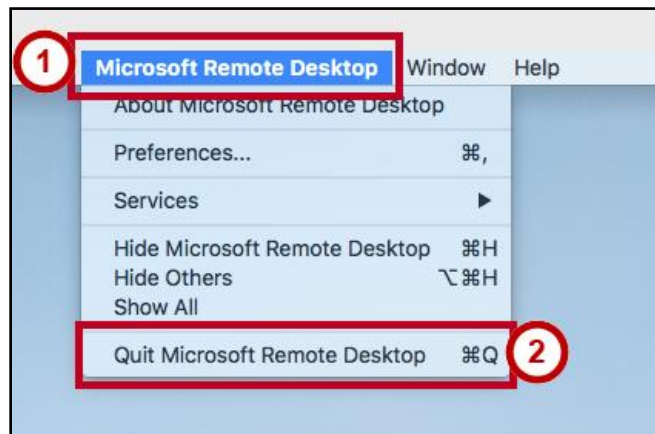 1 Microsoft Remote Desktop Window Help
About Microsoft Remote Desktop
Preferences... ⌘,
Services ▶
Hide Microsoft Remote Desktop ⌘H
Hide Others ⌥⌘H
Show All
Quit Microsoft Remote Desktop ⌘Q 2